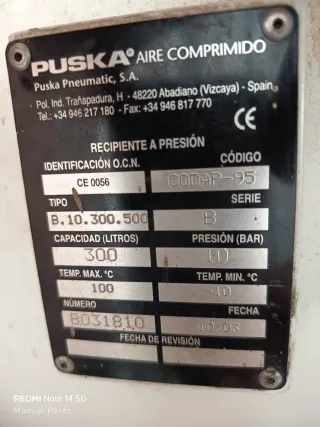 PUSKA® AIRE COMPRIMIDO
Puska Pneumatic, S.A.
Pol. Ind. Trañapadura, H - 48220 Abadiano (Vizcaya) - Spain
Tel.: +34 946 217 180 - Fax: +34 946 817 770
CE
RECIPIENTE A PRESIÓN
IDENTIFICACIÓN O.C.N. CÓDIGO
CE 0056 CODAP-95
TIPO SERIE
B.10.300.500 B
CAPACIDAD (LITROS) PRESIÓN (BAR)
300 10
TEMP. MAX. °C TEMP. MIN. °C
100 -10
NÚMERO FECHA
B031810
FECHA DE REVISIÓN
REDMI Note 14 5G
Manuel Perez